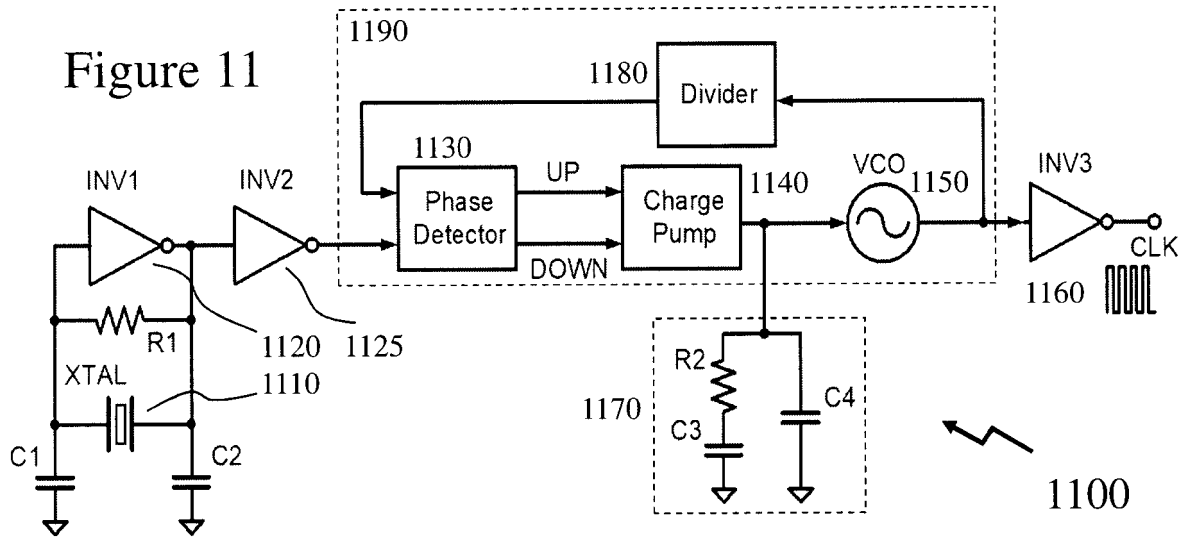 Figure 11
1190
1180
Divider
1130
INV1
INV2
UP
1140
VCO
1150
INV3
Phase
Detector
Charge
Pump
DOWN
CLK
1160
R1
1120
1125
XTAL
1110
R2
C4
1170
C3
C1
C2
1100